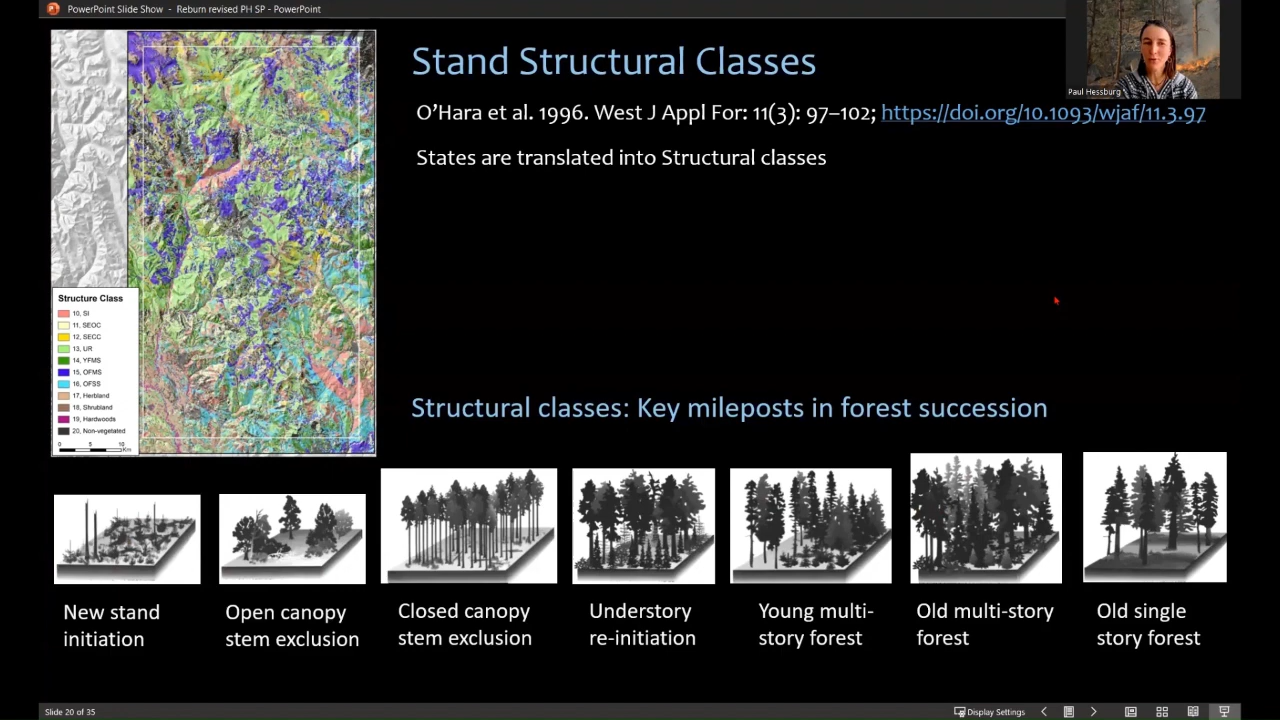 PowerPoint Slide Show - Reburn revised PH SP - PowerPoint
Paul Hessburg
Stand Structural Classes
O'Hara et al. 1996. West J Appl For: 11(3): 97–102; https://doi.org/10.1093/wjaf/11.3.97
States are translated into Structural classes
Structure Class
10, SI
11, SEOC
12, SECC
13, UR
14, YFMS
15, OFMS
16, OFSS
17, Herbland
18, Shrubland
19, Hardwoods
20, Non-vegetated
0 5 10
Structural classes: Key mileposts in forest succession
New stand
initiation
Open canopy
stem exclusion
Closed canopy
stem exclusion
Understory
re-initiation
Young multi-
story forest
Old multi-story
forest
Old single
story forest
Slide 20 of 35
Display Settings